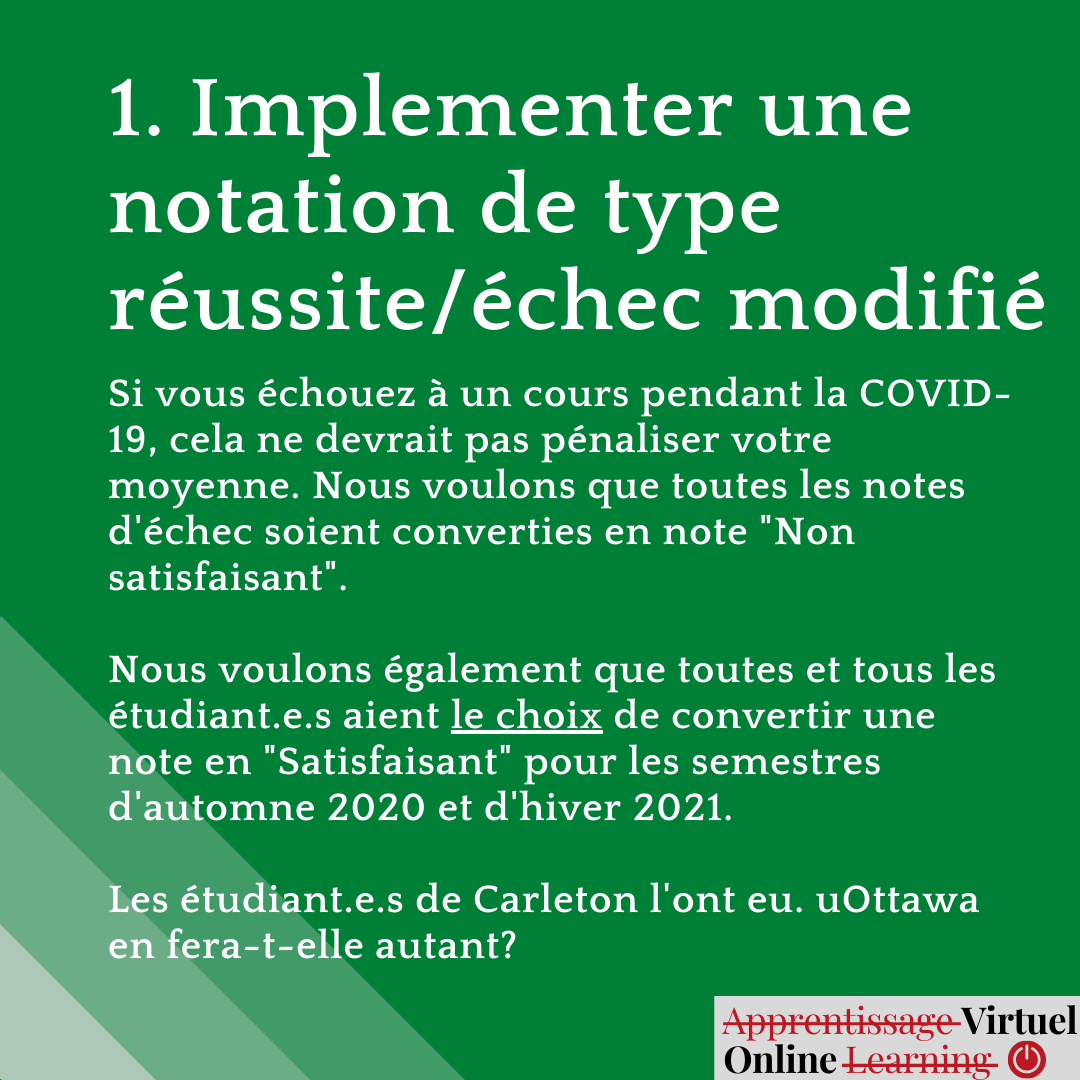 1. Implementer une
notation de type
réussite/échec modifié
Si vous échouez à un cours pendant la COVID-
19, cela ne devrait pas pénaliser votre
moyenne. Nous voulons que toutes les notes
d'échec soient converties en note "Non
satisfaisant".
Nous voulons également que toutes et tous les
étudiant.e.s aient le choix de convertir une
note en "Satisfaisant" pour les semestres
d'automne 2020 et d'hiver 2021.
Les étudiant.e.s de Carleton l'ont eu. uOttawa
en fera-t-elle autant?
Apprentissage Virtuel
Online Learning